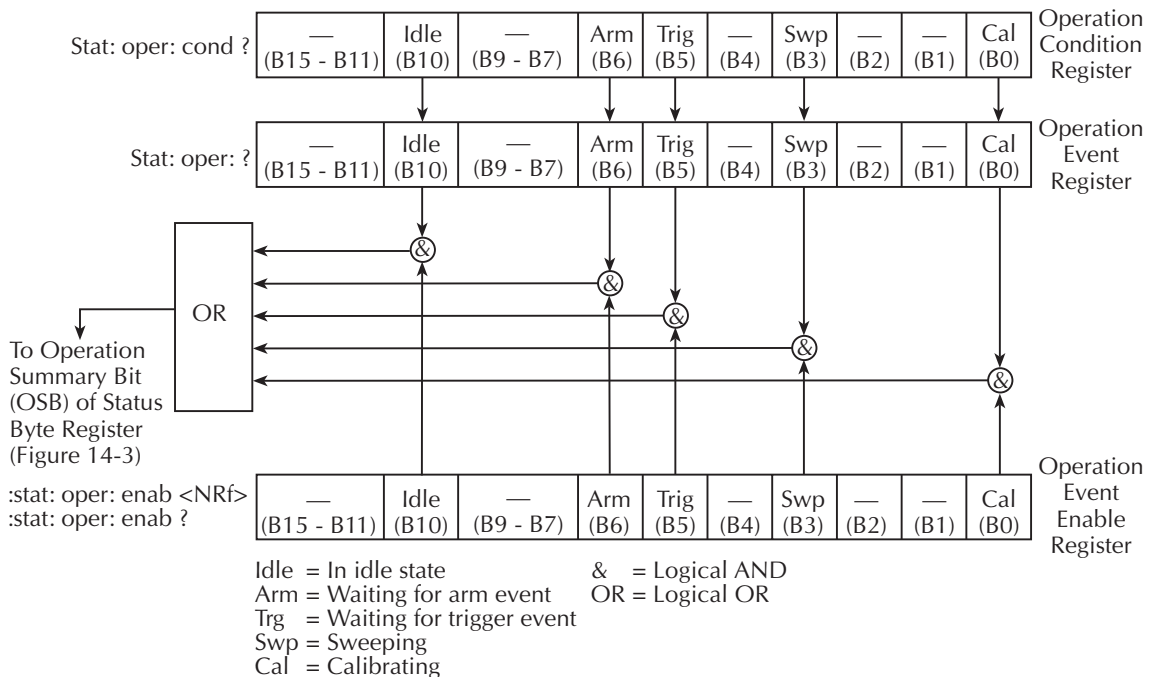 Stat: oper: cond ?
— Idle — Arm Trig — Swp — — Cal
(B15 - B11) (B10) (B9 - B7) (B6) (B5) (B4) (B3) (B2) (B1) (B0)
Operation
Condition
Register
Stat: oper: ?
— Idle — Arm Trig — Swp — — Cal
(B15 - B11) (B10) (B9 - B7) (B6) (B5) (B4) (B3) (B2) (B1) (B0)
Operation
Event
Register
&
&
OR
&
&
&
To Operation
Summary Bit
(OSB) of Status
Byte Register
(Figure 14-3)
:stat: oper: enab <NRf>
:stat: oper: enab ?
— Idle — Arm Trig — Swp — — Cal
(B15 - B11) (B10) (B9 - B7) (B6) (B5) (B4) (B3) (B2) (B1) (B0)
Operation
Event
Enable
Register
Idle = In idle state
Arm = Waiting for arm event
Trg = Waiting for trigger event
Swp = Sweeping
Cal = Calibrating
& = Logical AND
OR = Logical OR